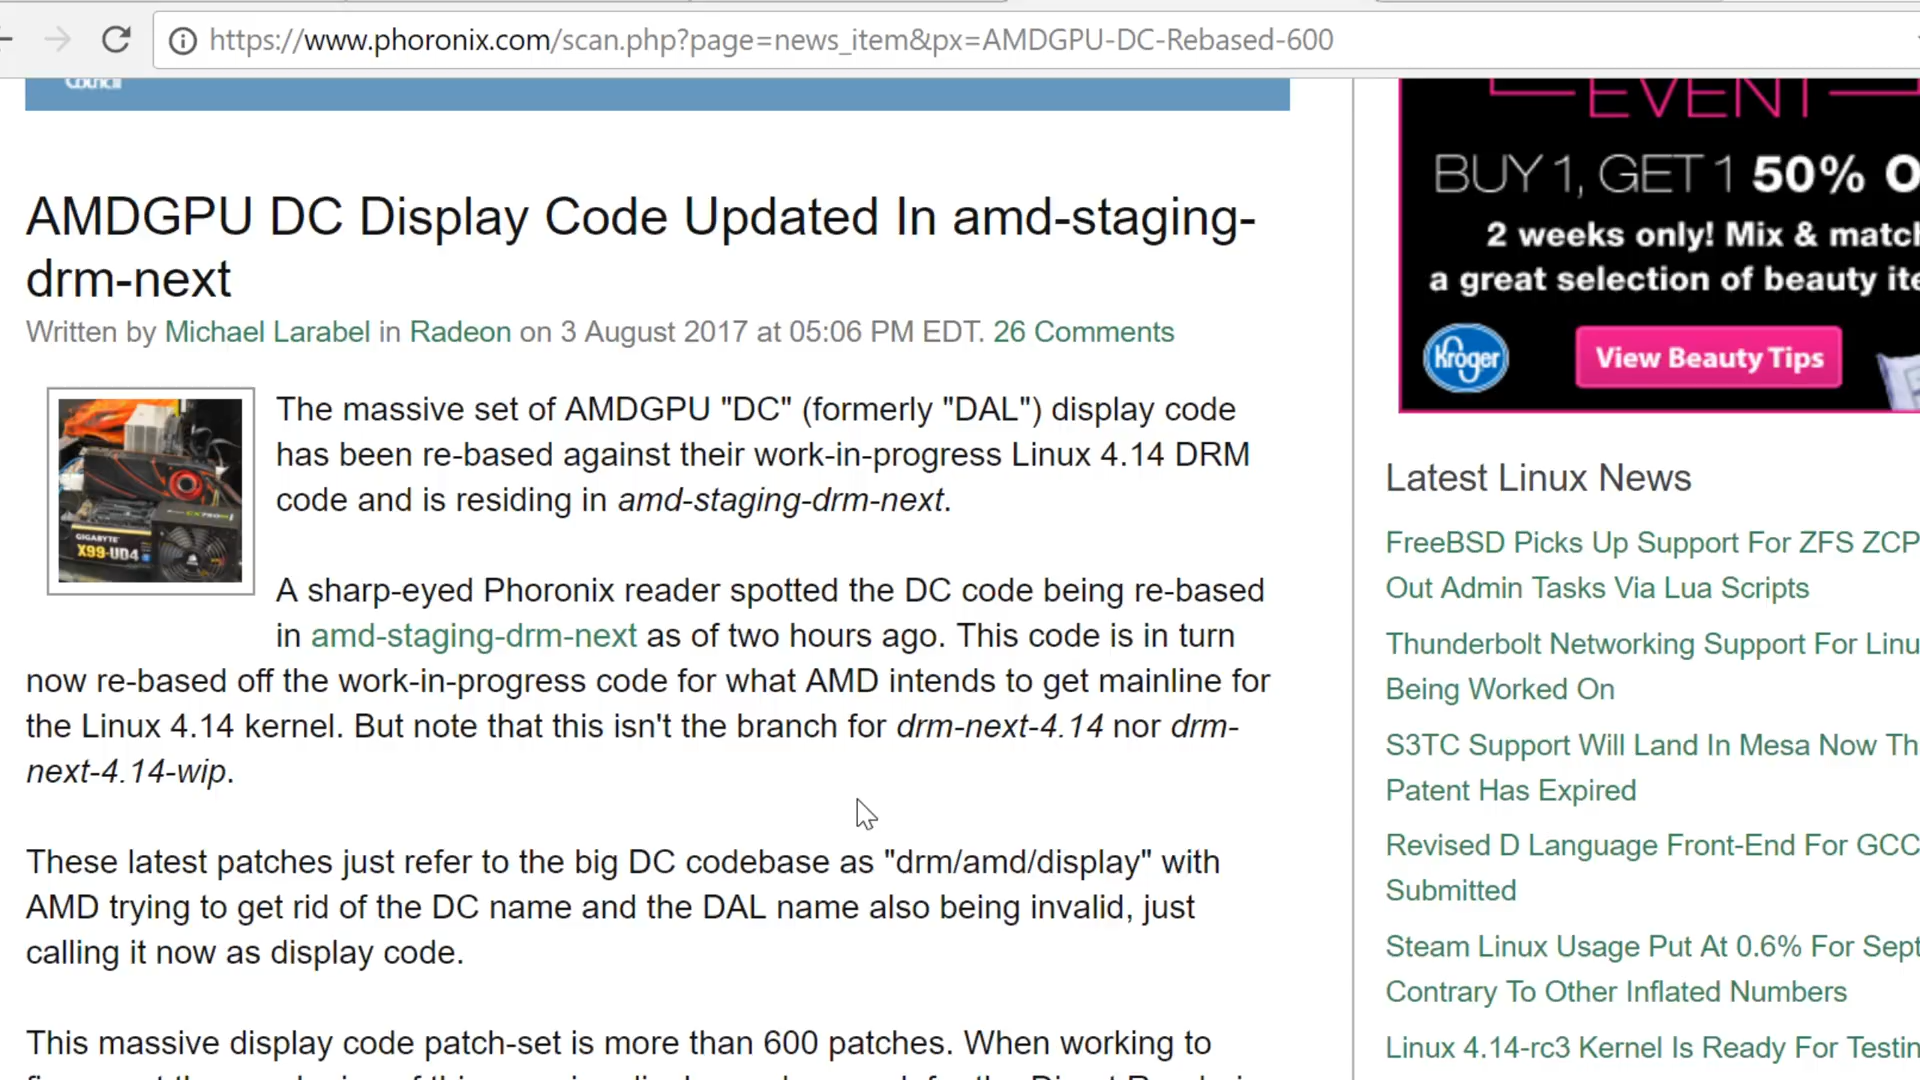 https://www.phoronix.com/scan.php?page=news_item&px=AMDGPU-DC-Rebased-600
Council
AMDGPU DC Display Code Updated In amd-staging-
drm-next
Written by Michael Larabel in Radeon on 3 August 2017 at 05:06 PM EDT. 26 Comments
GIGABYTE
X99-UD4
The massive set of AMDGPU "DC" (formerly "DAL") display code
has been re-based against their work-in-progress Linux 4.14 DRM
code and is residing in amd-staging-drm-next.
A sharp-eyed Phoronix reader spotted the DC code being re-based
in amd-staging-drm-next as of two hours ago. This code is in turn
now re-based off the work-in-progress code for what AMD intends to get mainline for
the Linux 4.14 kernel. But note that this isn't the branch for drm-next-4.14 nor drm-
next-4.14-wip.
These latest patches just refer to the big DC codebase as "drm/amd/display" with
AMD trying to get rid of the DC name and the DAL name also being invalid, just
calling it now as display code.
This massive display code patch-set is more than 600 patches. When working to
EVENT
BUY 1, GET 1 50% O
2 weeks only! Mix & match
a great selection of beauty ite
Kroger
View Beauty Tips
Latest Linux News
FreeBSD Picks Up Support For ZFS ZCP
Out Admin Tasks Via Lua Scripts
Thunderbolt Networking Support For Linu
Being Worked On
S3TC Support Will Land In Mesa Now Th
Patent Has Expired
Revised D Language Front-End For GCC
Submitted
Steam Linux Usage Put At 0.6% For Sept
Contrary To Other Inflated Numbers
Linux 4.14-rc3 Kernel Is Ready For Testin